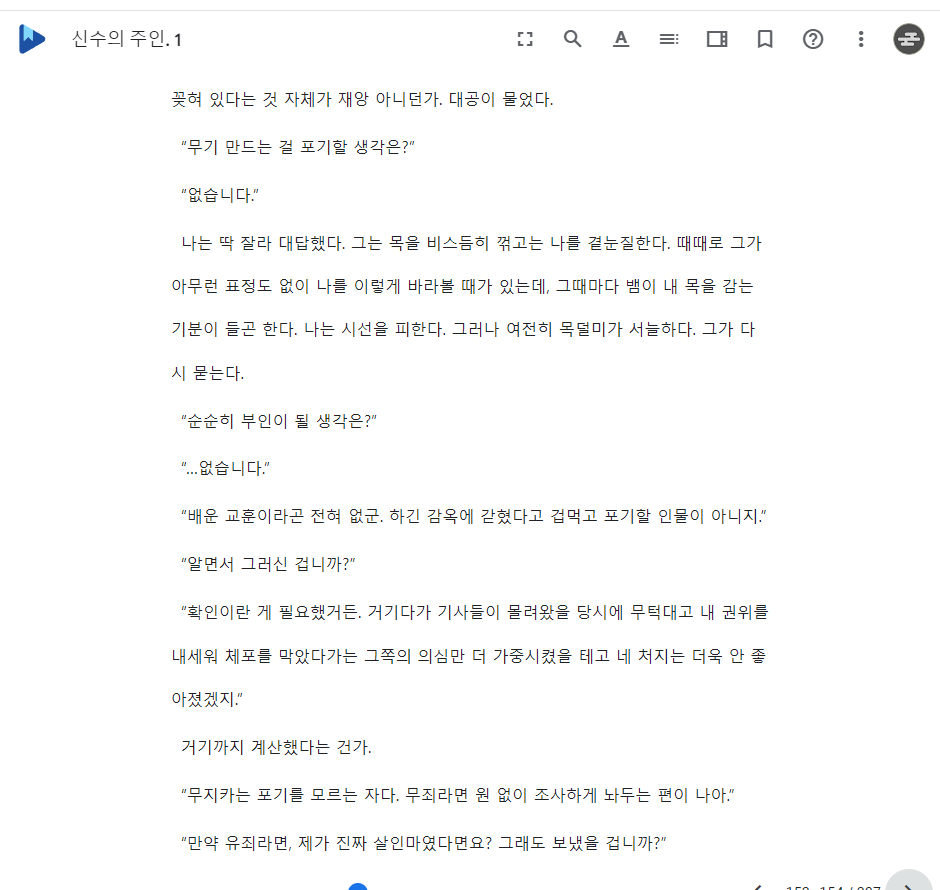 신수의 주인. 1
꽂혀 있다는 것 자체가 재앙 아니던가. 대공이 물었다.
"무기 만드는 걸 포기할 생각은?"
"없습니다."
나는 딱 잘라 대답했다. 그는 목을 비스듬히 꺾고는 나를 곁눈질한다. 때때로 그가
아무런 표정도 없이 나를 이렇게 바라볼 때가 있는데, 그때마다 뱀이 내 목을 감는
기분이 들곤 한다. 나는 시선을 피한다. 그러나 여전히 목덜미가 서늘하다. 그가 다
시 묻는다.
"순순히 부인이 될 생각은?"
"...없습니다."
"배운 교훈이라곤 전혀 없군. 하긴 감옥에 갇혔다고 겁먹고 포기할 인물이 아니지."
"알면서 그러신 겁니까?"
"확인이란 게 필요했거든. 거기다가 기사들이 몰려왔을 당시에 무턱대고 내 권위를
내세워 체포를 막았다가는 그쪽의 의심만 더 가중시켰을 테고 네 처지는 더욱 안 좋
아졌겠지."
거기까지 계산했다는 건가.
"무지카는 포기를 모르는 자다. 무죄라면 원 없이 조사하게 놔두는 편이 나아."
"만약 유죄라면, 제가 진짜 살인마였다면요? 그래도 보냈을 겁니까?"